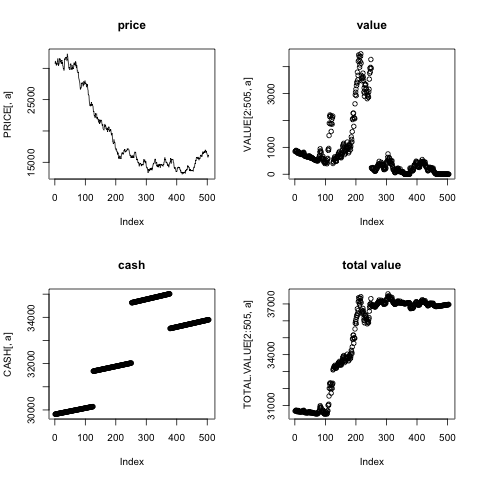 price
PRICE[, a]
15000
25000
0
100
200
300
400
500
Index
value
VALUE[2:505, a]
0
1000
3000
0
100
200
300
400
500
Index
cash
CASH[, a]
30000
32000
34000
0
100
200
300
400
500
Index
total value
TOTAL.VALUE[2:505, a]
31000
34000
37000
0
100
200
300
400
500
Index